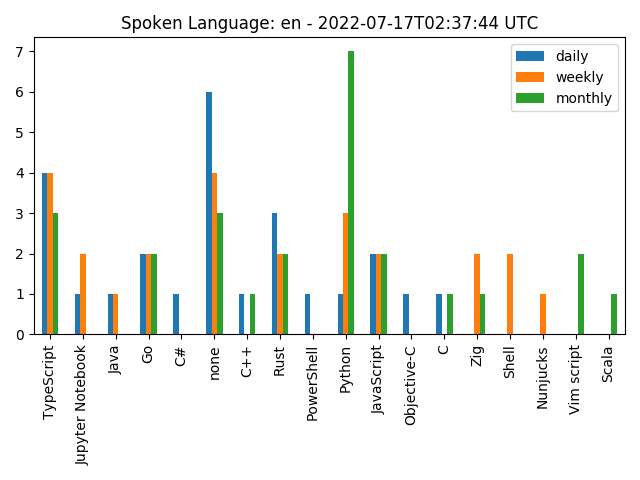 Spoken Language: en - 2022-07-17T02:37:44 UTC
daily
weekly
monthly
7
6
5
4
3
2
1
0
TypeScript
Jupyter Notebook
Java
Go
C#
none
C++
Rust
PowerShell
Python
JavaScript
Objective-C
C
Zig
Shell
Nunjucks
Vim script
Scala